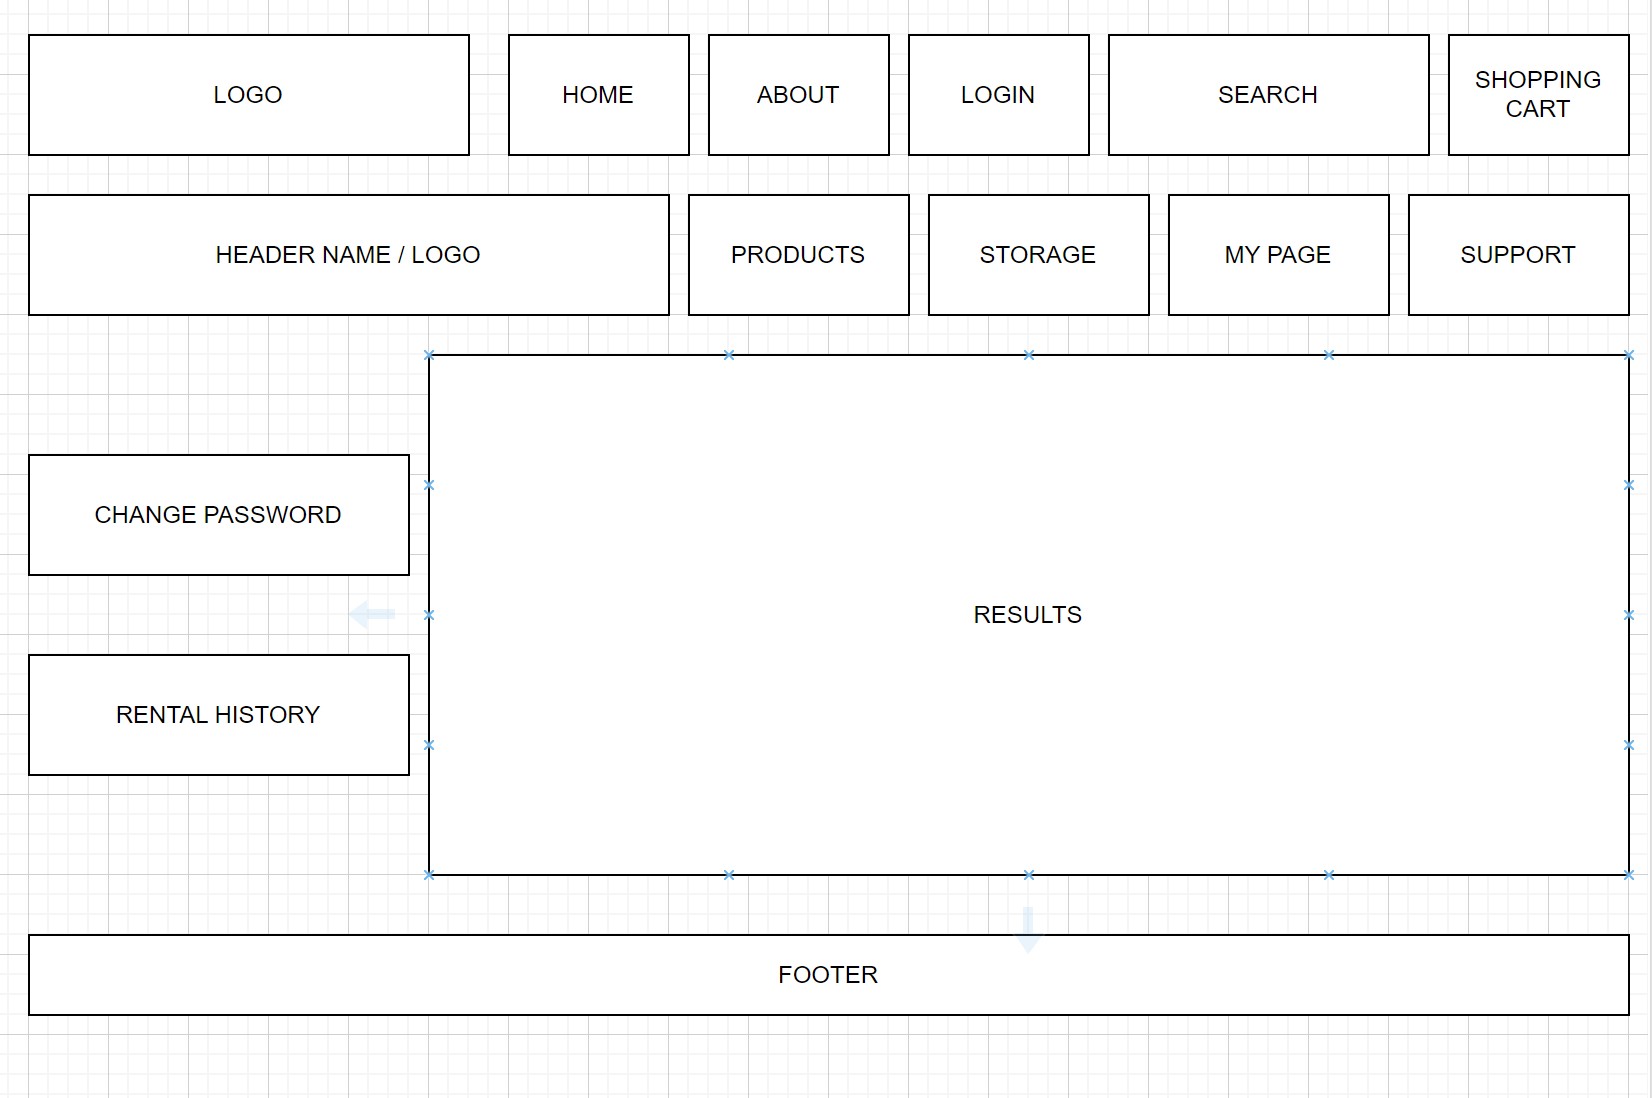 LOGO
HOME
ABOUT
LOGIN
SEARCH
SHOPPING
CART
HEADER NAME / LOGO
PRODUCTS
STORAGE
MY PAGE
SUPPORT
CHANGE PASSWORD
RESULTS
RENTAL HISTORY
FOOTER